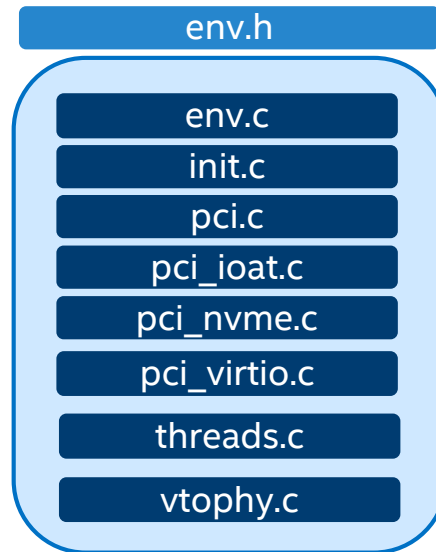 env.h
env.c
init.c
pci.c
pci_ioat.c
pci_nvme.c
pci_virtio.c
threads.c
vtophy.c